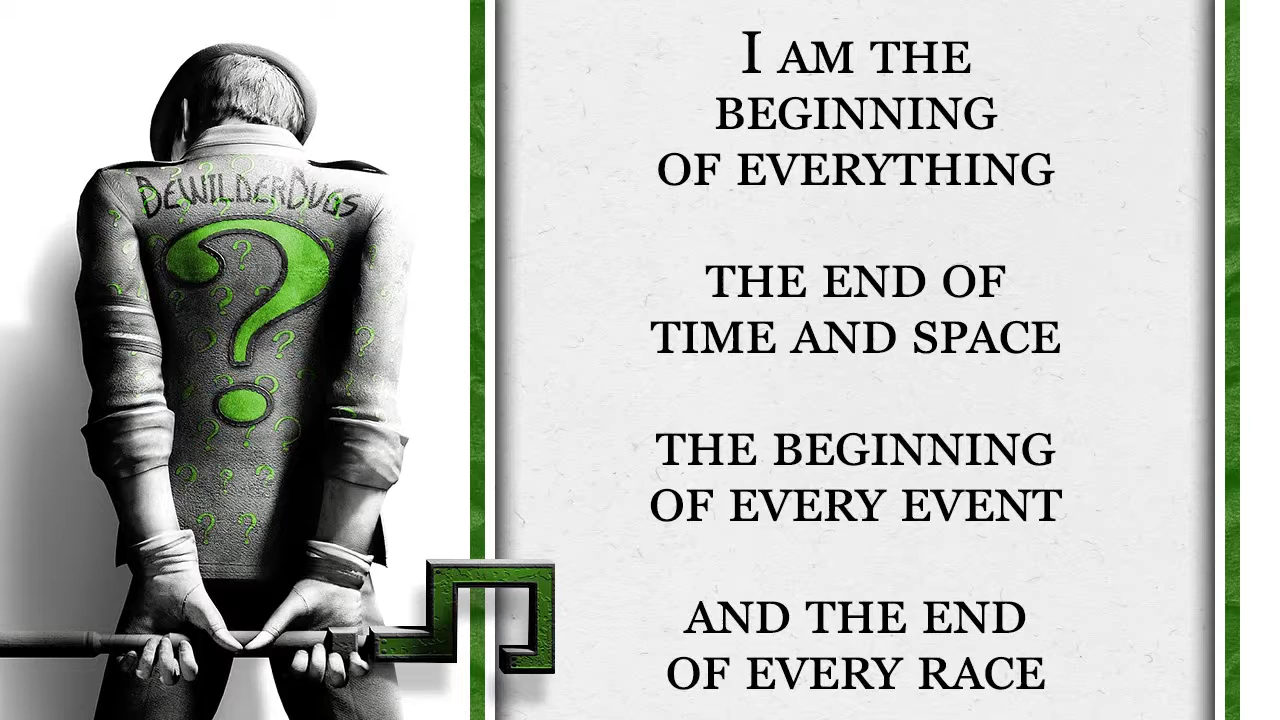 BewilderBugs
I AM THE
BEGINNING
OF EVERYTHING
THE END OF
TIME AND SPACE
THE BEGINNING
OF EVERY EVENT
AND THE END
OF EVERY RACE